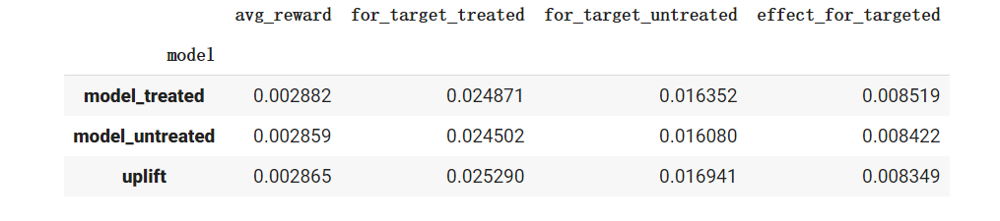 avg_reward for_target_treated for_target_untreated effect_for_targeted
model
model_treated 0.002882 0.024871 0.016352 0.008519
model_untreated 0.002859 0.024502 0.016080 0.008422
uplift 0.002865 0.025290 0.016941 0.008349